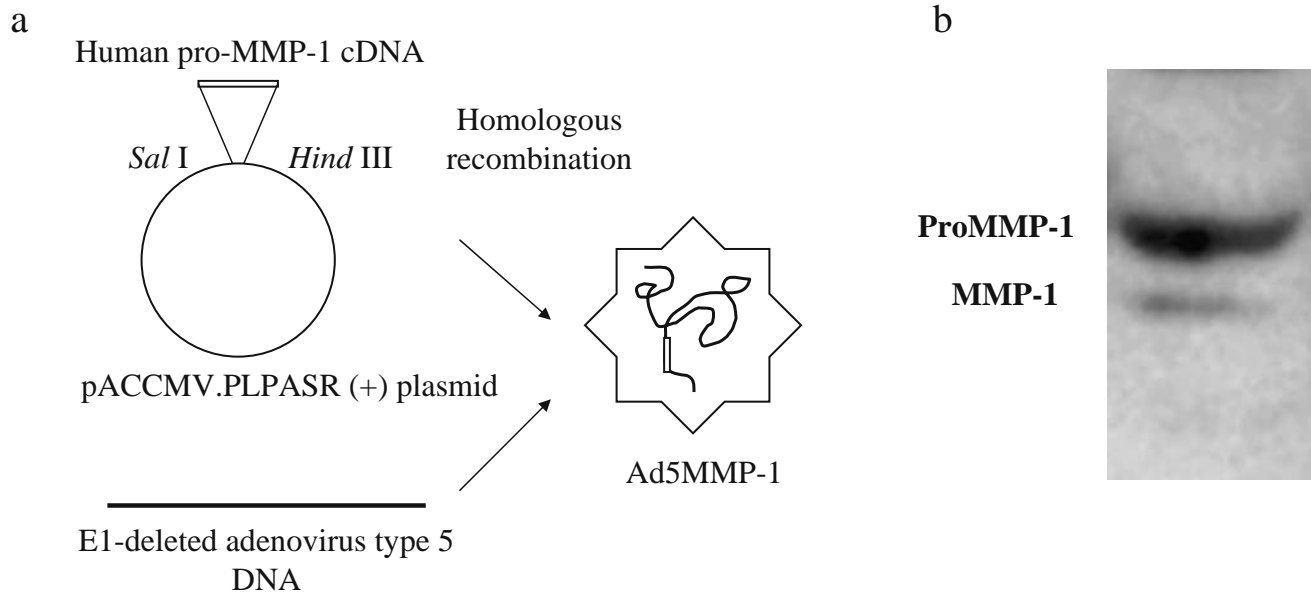 a
Human pro-MMP-1 cDNA
Sal I
Hind III
pACCMV.PLPASR (+) plasmid
E1-deleted adenovirus type 5
DNA
Homologous
recombination
Ad5MMP-1
b
ProMMP-1
MMP-1